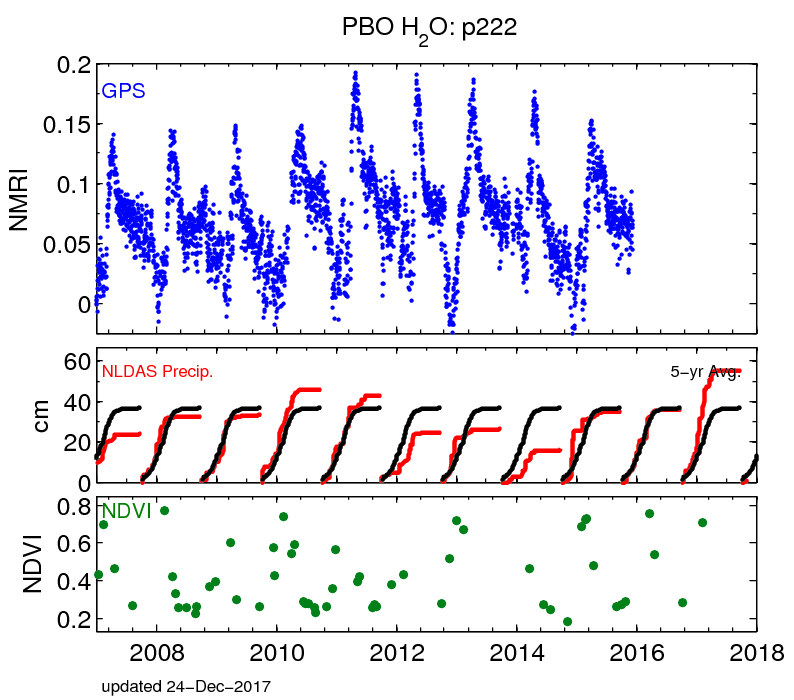 PBO H2O: p222
0.2
GPS
0.15
0.1
0.05
0
NMRI
60
NLDAS Precip.
5−yr Avg.
40
20
0
cm
0.8
NDVI
0.6
0.4
0.2
NDVI
2008 2010 2012 2014 2016 2018
updated 24−Dec−2017